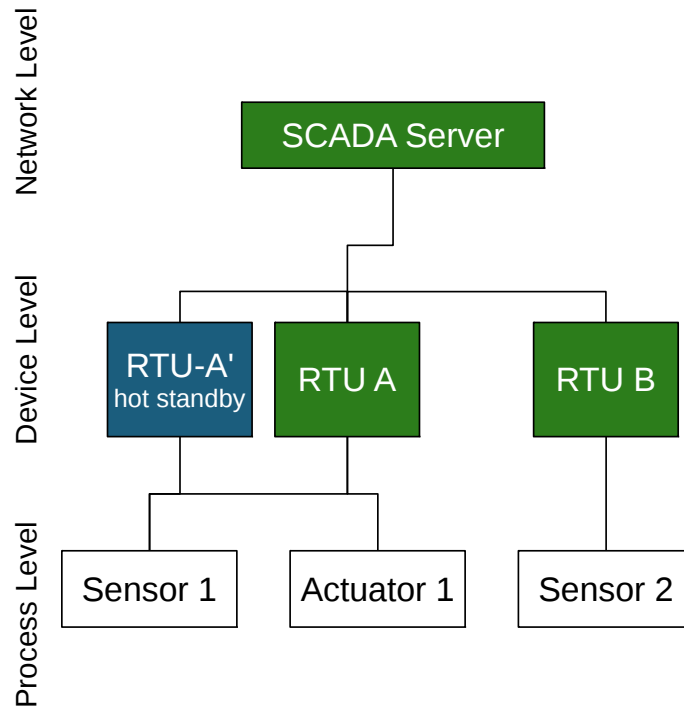 Network Level
SCADA Server
Device Level
RTU-A'
hot standby
RTU A
RTU B
Process Level
Sensor 1
Actuator 1
Sensor 2